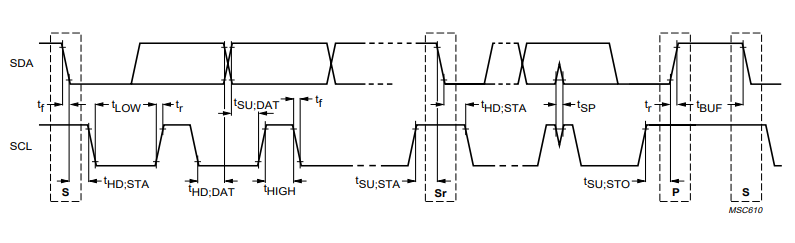 SDA
tf tLOW tr tSU;DAT tf tHD;STA tSP tr tBUF
SCL
S tHD;STA tHD;DAT tHIGH tSU;STA Sr tSU;STO P S
MSC610